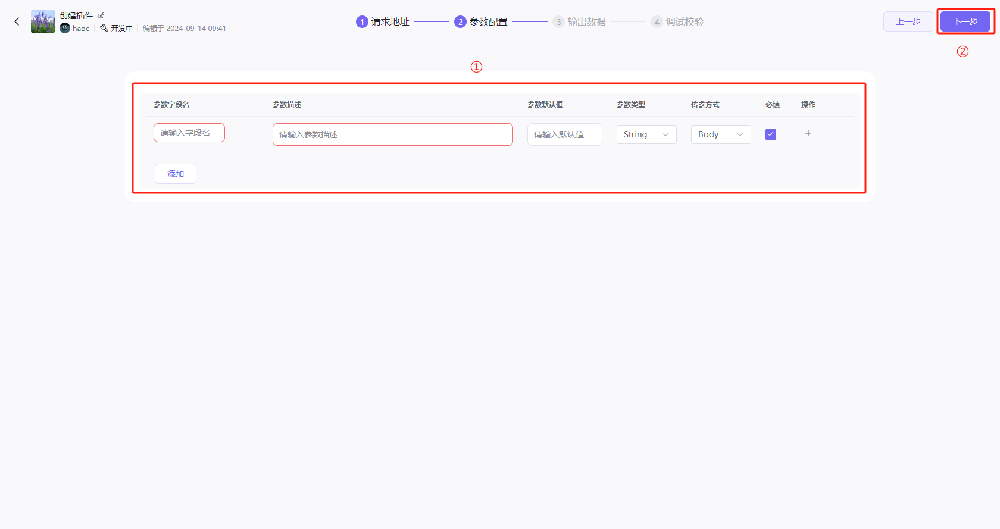 创建插件
haoc 开发中 编辑于 2024-09-14 09:41
1 请求地址 2 参数配置 3 输出数据 4 调试校验
上一步 下一步
②
①
参数字段名 参数描述 参数默认值 参数类型 传参方式 必填 操作
请输入字段名 请输入参数描述 请输入默认值 String Body +
添加